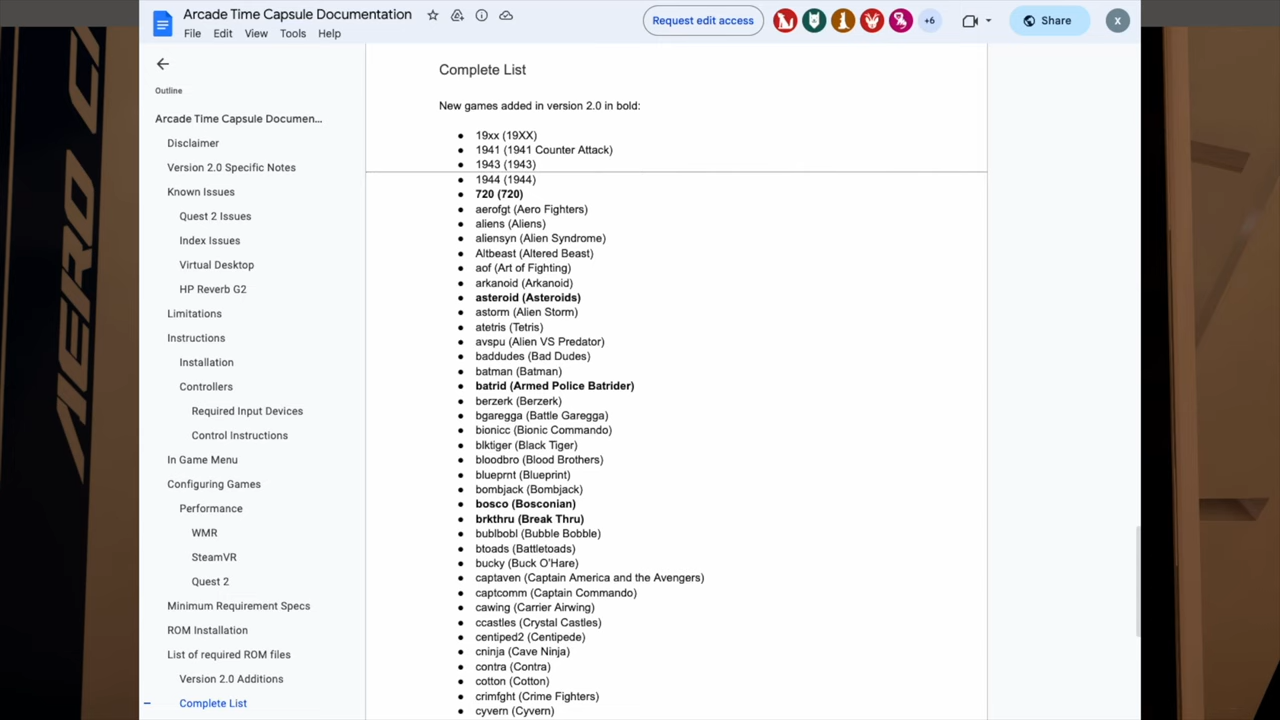 Arcade Time Capsule Documentation
File Edit View Tools Help
Request edit access
+6
Share
X
Outline
Arcade Time Capsule Documen...
Disclaimer
Version 2.0 Specific Notes
Known Issues
Quest 2 Issues
Index Issues
Virtual Desktop
HP Reverb G2
Limitations
Instructions
Installation
Controllers
Required Input Devices
Control Instructions
In Game Menu
Configuring Games
Performance
WMR
SteamVR
Quest 2
Minimum Requirement Specs
ROM Installation
List of required ROM files
Version 2.0 Additions
Complete List
Complete List
New games added in version 2.0 in bold:
19xx (19XX)
1941 (1941 Counter Attack)
1943 (1943)
1944 (1944)
720 (720)
aerofgt (Aero Fighters)
aliens (Aliens)
aliensyn (Alien Syndrome)
Altbeast (Altered Beast)
aof (Art of Fighting)
arkanoid (Arkanoid)
asteroid (Asteroids)
astorm (Alien Storm)
atetris (Tetris)
avspu (Alien VS Predator)
baddudes (Bad Dudes)
batman (Batman)
batrid (Armed Police Batrider)
berzerk (Berzerk)
bgaregga (Battle Garegga)
bionicc (Bionic Commando)
blktiger (Black Tiger)
bloodbro (Blood Brothers)
blueprnt (Blueprint)
bombjack (Bombjack)
bosco (Bosconian)
brkthru (Break Thru)
bublbobl (Bubble Bobble)
btoads (Battletoads)
bucky (Buck O'Hare)
captaven (Captain America and the Avengers)
captcomm (Captain Commando)
cawing (Carrier Airwing)
ccastles (Crystal Castles)
centiped2 (Centipede)
cninja (Cave Ninja)
contra (Contra)
cotton (Cotton)
crimfght (Crime Fighters)
cyvern (Cyvern)